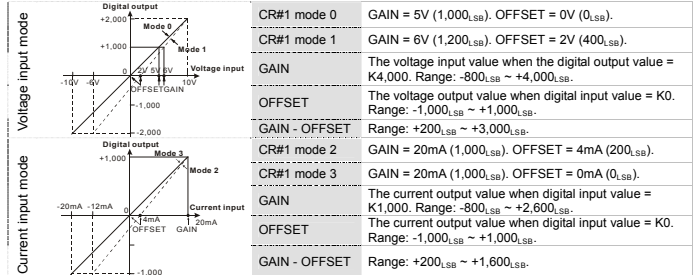 Voltage input mode
Digital output
+2,000
Mode 0
+1,000
Mode 1
0
2V 5V 6V
Voltage input
-10V -6V
10V
OFFSET GAIN
-1,000
-2,000
CR#1 mode 0
GAIN = 5V (1,000LSB). OFFSET = 0V (0LSB).
CR#1 mode 1
GAIN = 6V (1,200LSB). OFFSET = 2V (400LSB).
GAIN
The voltage input value when the digital output value =
K4,000. Range: -800LSB ~ +4,000LSB.
OFFSET
The voltage output value when digital input value = K0.
Range: -1,000LSB ~ +1,000LSB.
GAIN - OFFSET
Range: +200LSB ~ +3,000LSB.
Current input mode
Digital output
+1,000
Mode 3
Mode 2
-20mA -12mA
0
Current input
4mA
20mA
OFFSET GAIN
-1,000
CR#1 mode 2
GAIN = 20mA (1,000LSB). OFFSET = 4mA (200LSB).
CR#1 mode 3
GAIN = 20mA (1,000LSB). OFFSET = 0mA (0LSB).
GAIN
The current output value when digital input value =
K1,000. Range: -800LSB ~ +2,600LSB.
OFFSET
The current output value when digital input value = K0.
Range: -1,000LSB ~ +1,000LSB.
GAIN - OFFSET
Range: +200LSB ~ +1,600LSB.